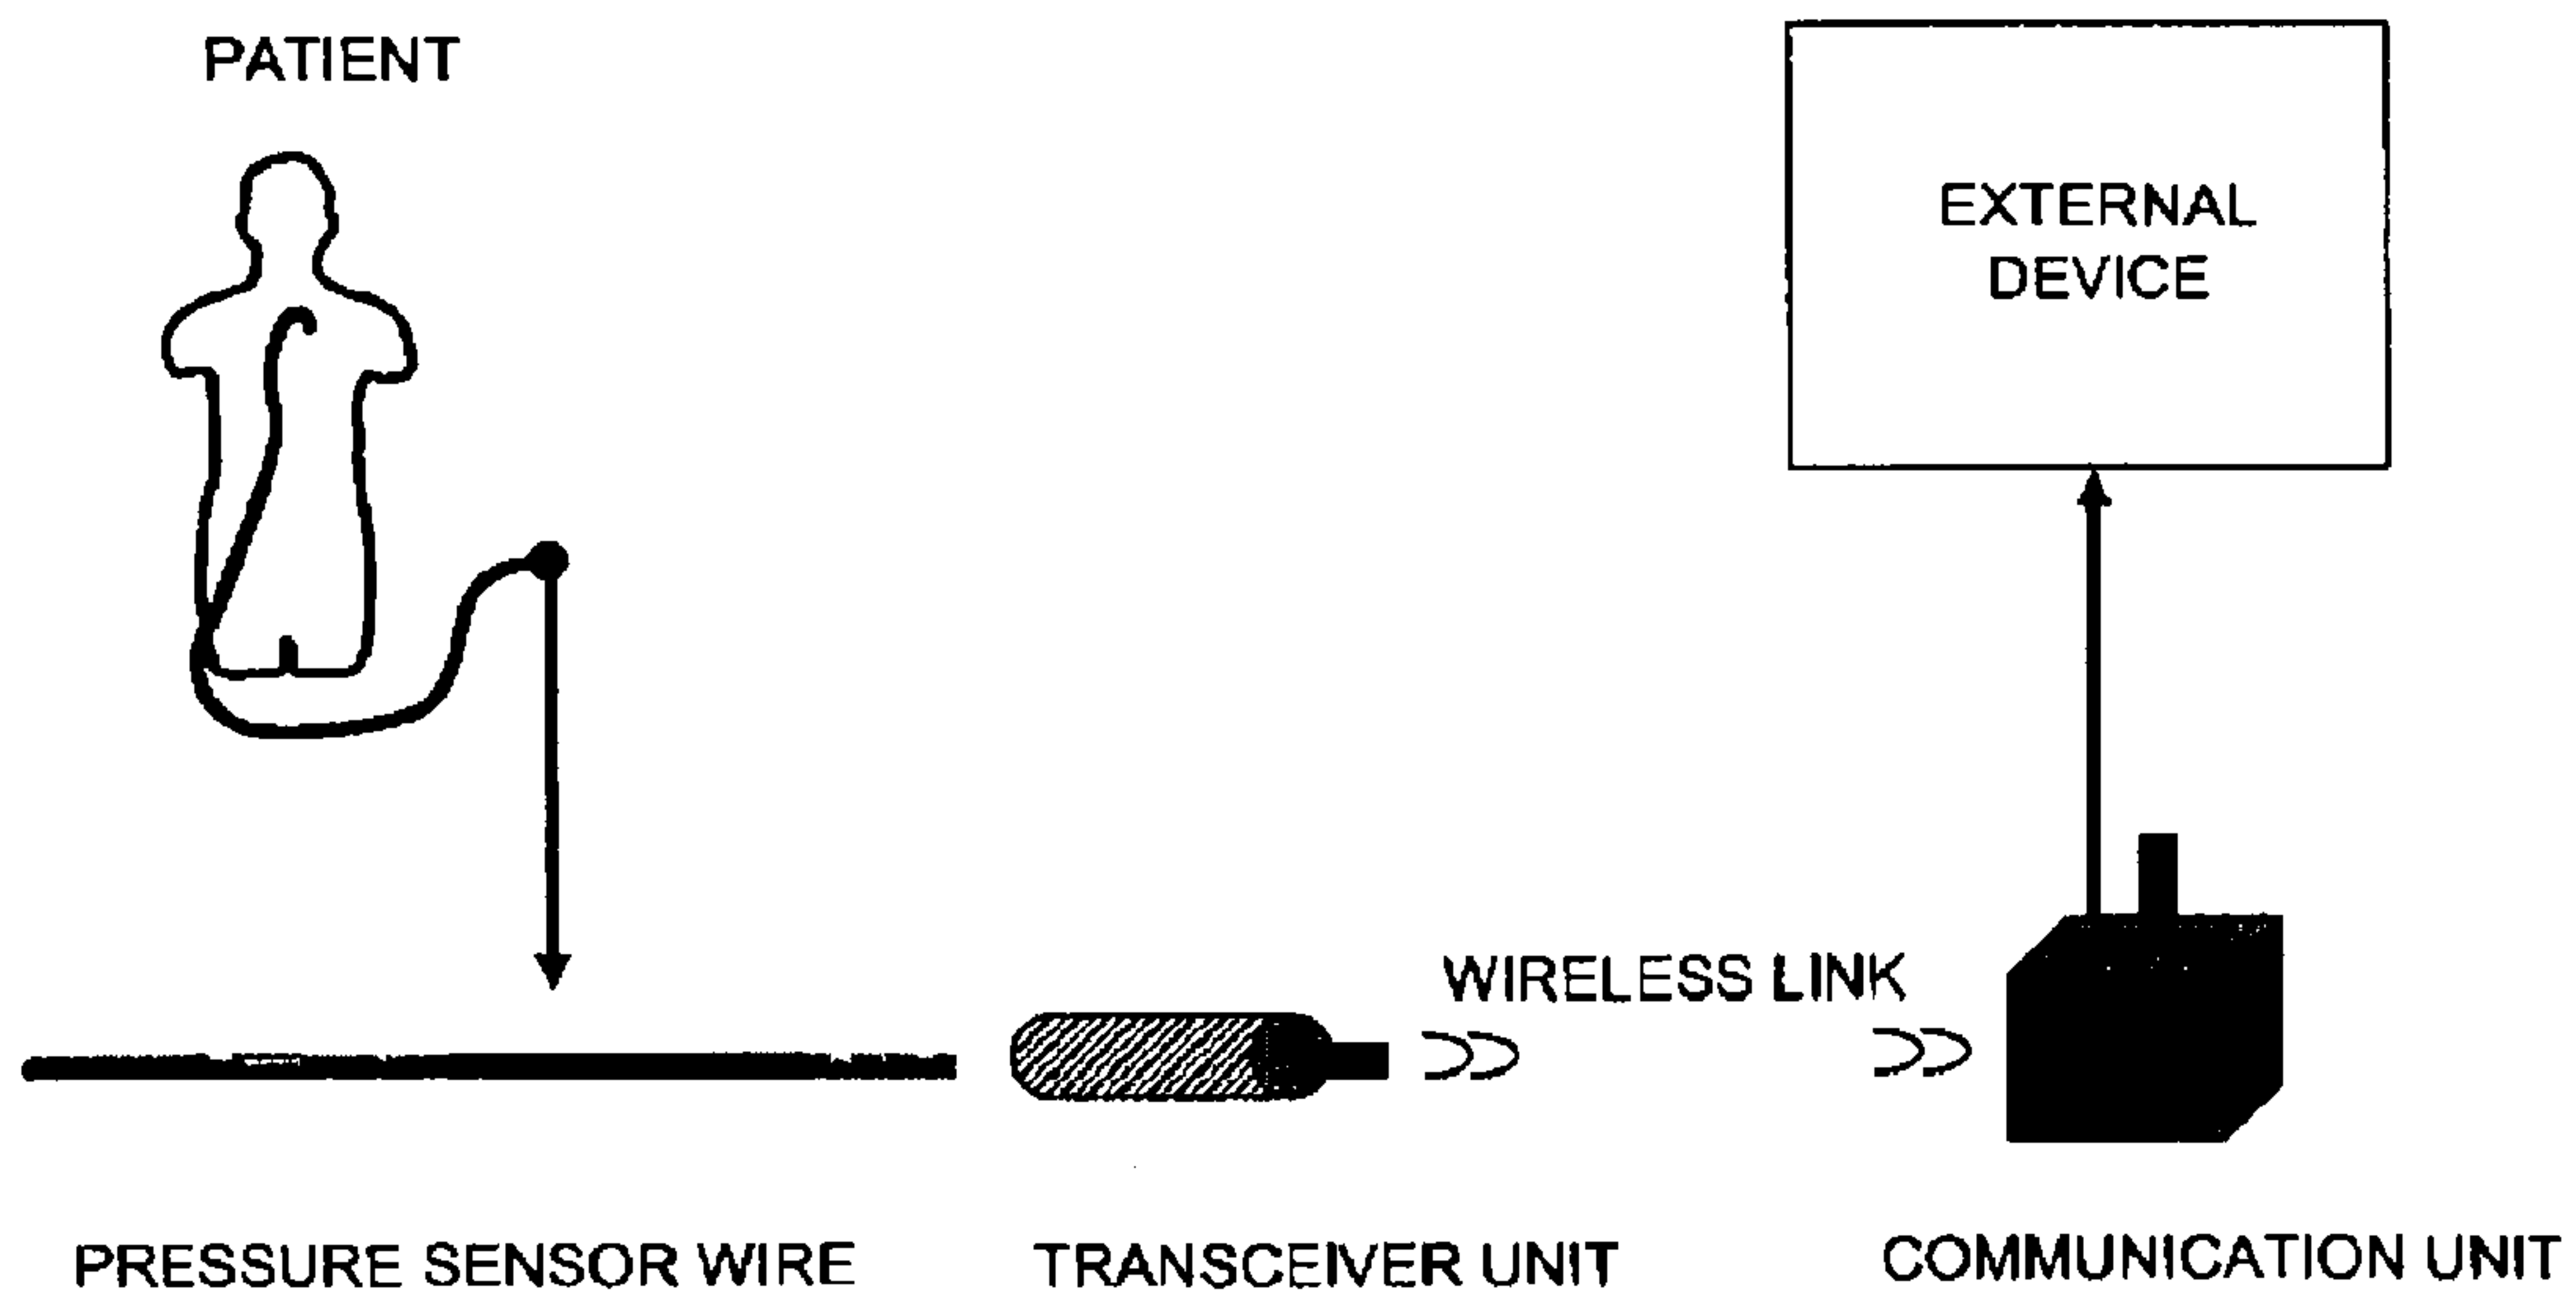 PATIENT
EXTERNAL
DEVICE
WIRELESS LINK
PRESSURE SENSOR WIRE
TRANSCEIVER UNIT
COMMUNICATION UNIT